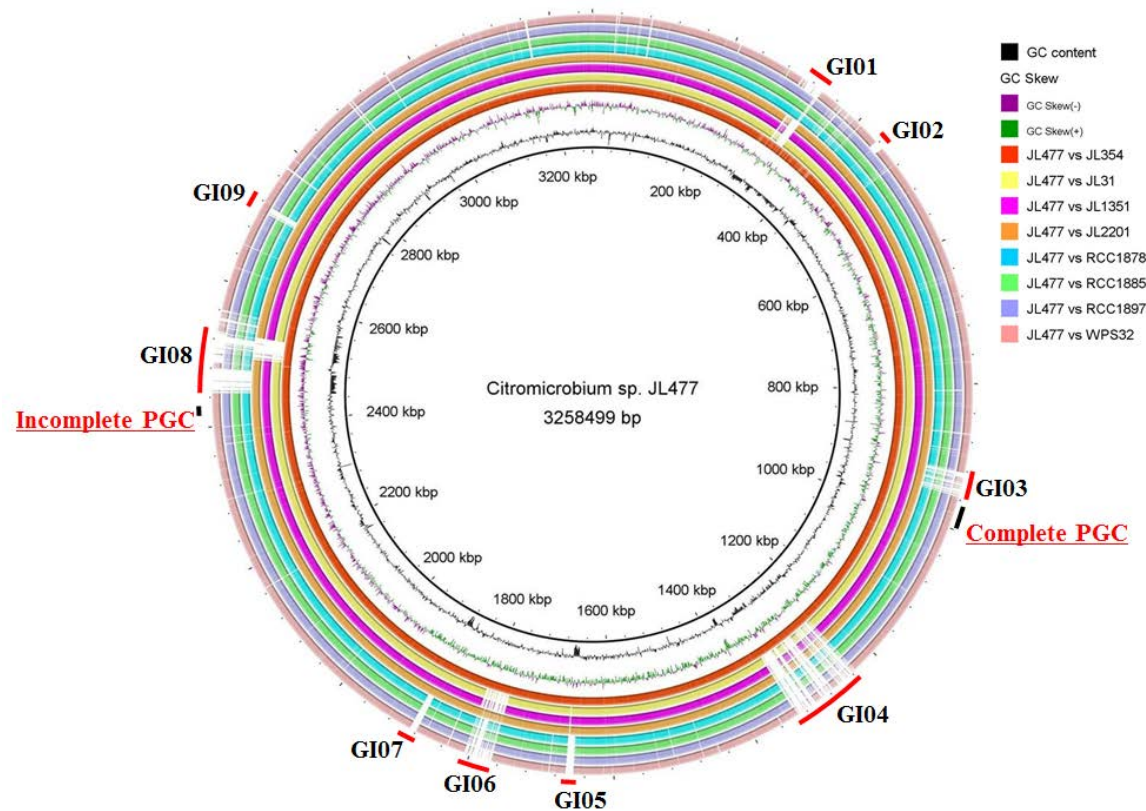 GC content
GC Skew
GC Skew(-)
GC Skew(+)
JL477 vs JL354
JL477 vs JL31
JL477 vs JL1351
JL477 vs JL2201
JL477 vs RCC1878
JL477 vs RCC1885
JL477 vs RCC1897
JL477 vs WPS32
GI01
GI02
GI03
Complete PGC
GI04
GI05
GI06
GI07
Incomplete PGC
GI08
GI09
200 kbp
400 kbp
600 kbp
800 kbp
1000 kbp
1200 kbp
1400 kbp
1600 kbp
1800 kbp
2000 kbp
2200 kbp
2400 kbp
2600 kbp
2800 kbp
3000 kbp
3200 kbp
Citromicrobium sp. JL477
3258499 bp